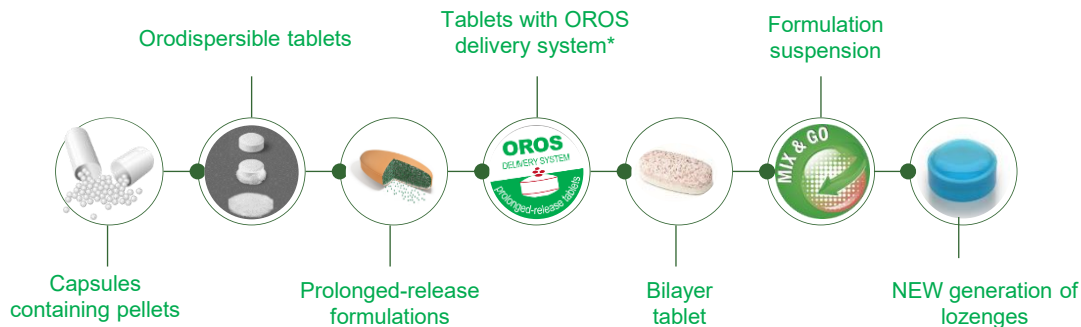 Orodispersible tablets
Tablets with OROS
delivery system*
Formulation
suspension
OROS
DELIVERY SYSTEM
prolonged-release tablets
MIX & GO
Capsules
containing pellets
Prolonged-release
formulations
Bilayer
tablet
NEW generation of
lozenges